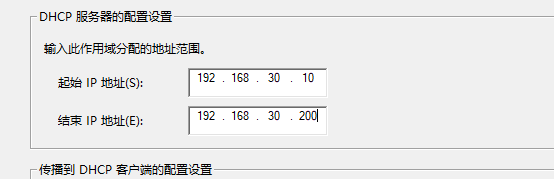 DHCP 服务器的配置设置
输入此作用域分配的地址范围。
起始 IP 地址(S): 192 . 168 . 30 . 10
结束 IP 地址(E): 192 . 168 . 30 . 200
传播到 DHCP 客户端的配置设置